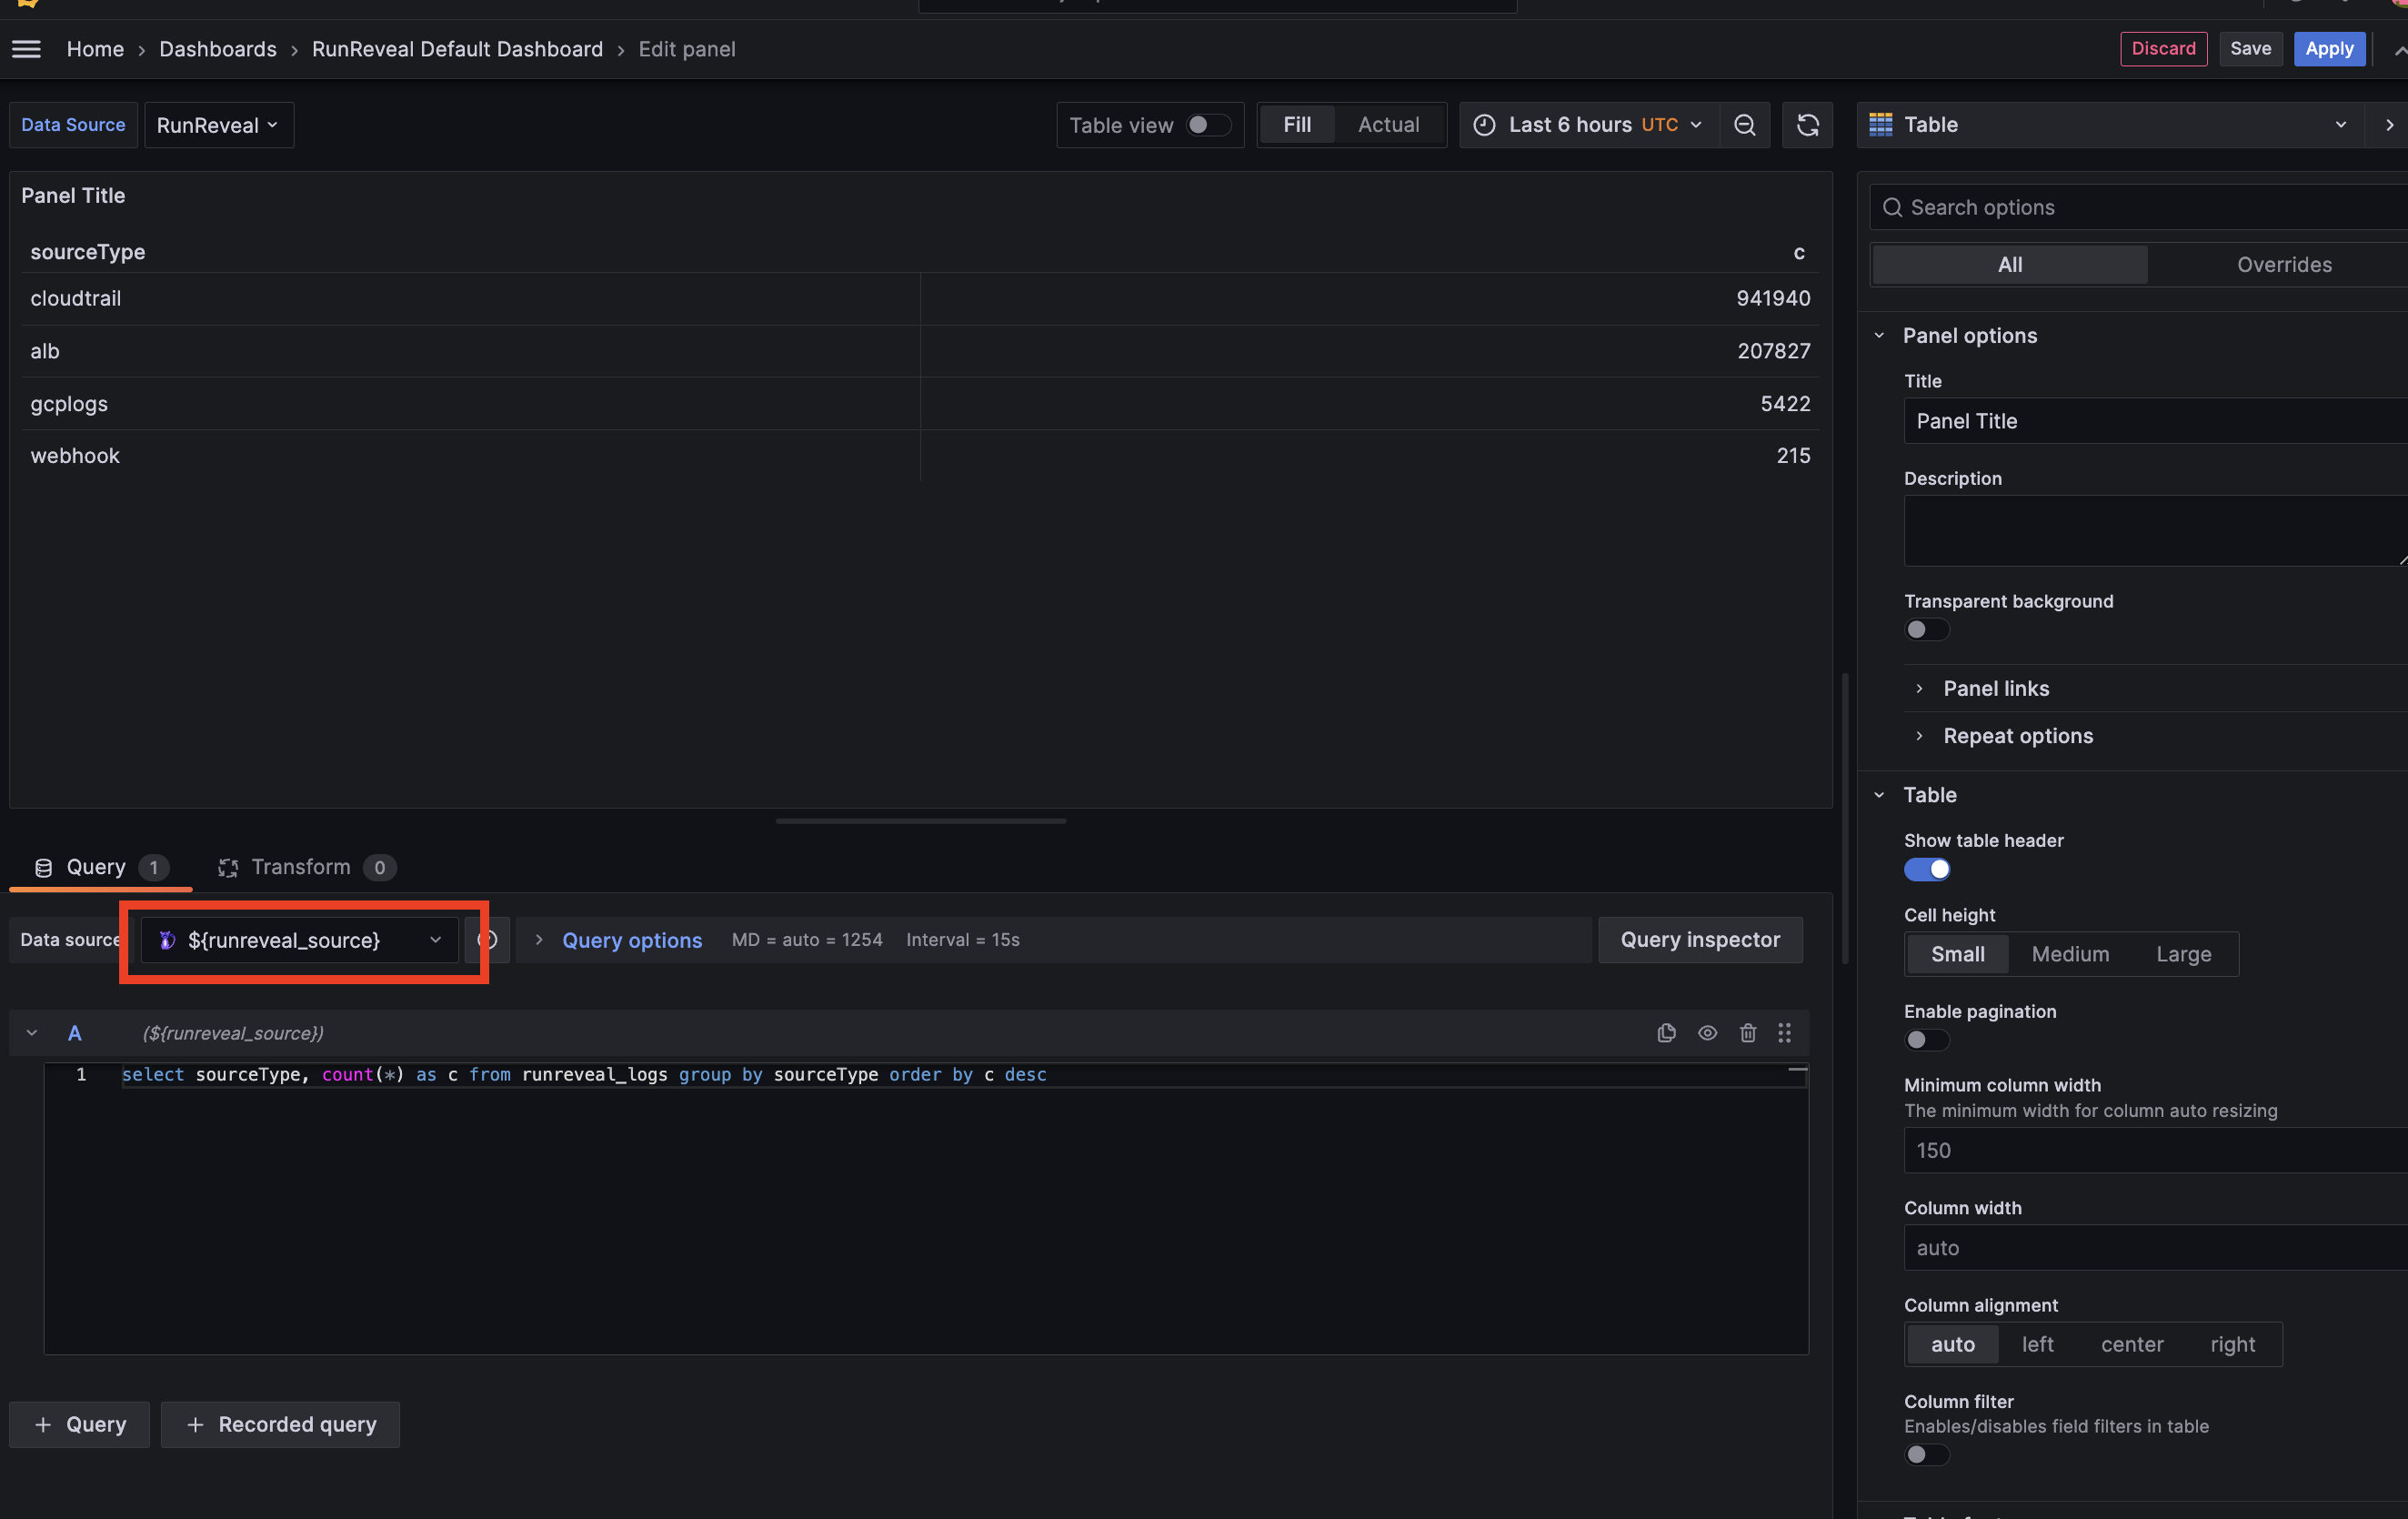 Home › Dashboards › RunReveal Default Dashboard › Edit panel
Discard Save Apply
Data Source RunReveal
Table view Fill Actual Last 6 hours UTC
Table
Panel Title
sourceType c
cloudtrail 941940
alb 207827
gcplogs 5422
webhook 215
Search options
All Overrides
Panel options
Title
Panel Title
Description
Transparent background
Panel links
Repeat options
Table
Show table header
Cell height
Small Medium Large
Enable pagination
Minimum column width
The minimum width for column auto resizing
150
Column width
auto
Column alignment
auto left center right
Column filter
Enables/disables field filters in table
Query 1 Transform 0
Data source ${runreveal_source} Query options MD = auto = 1254 Interval = 15s Query inspector
A (${runreveal_source})
1 select sourceType, count(*) as c from runreveal_logs group by sourceType order by c desc
+ Query + Recorded query